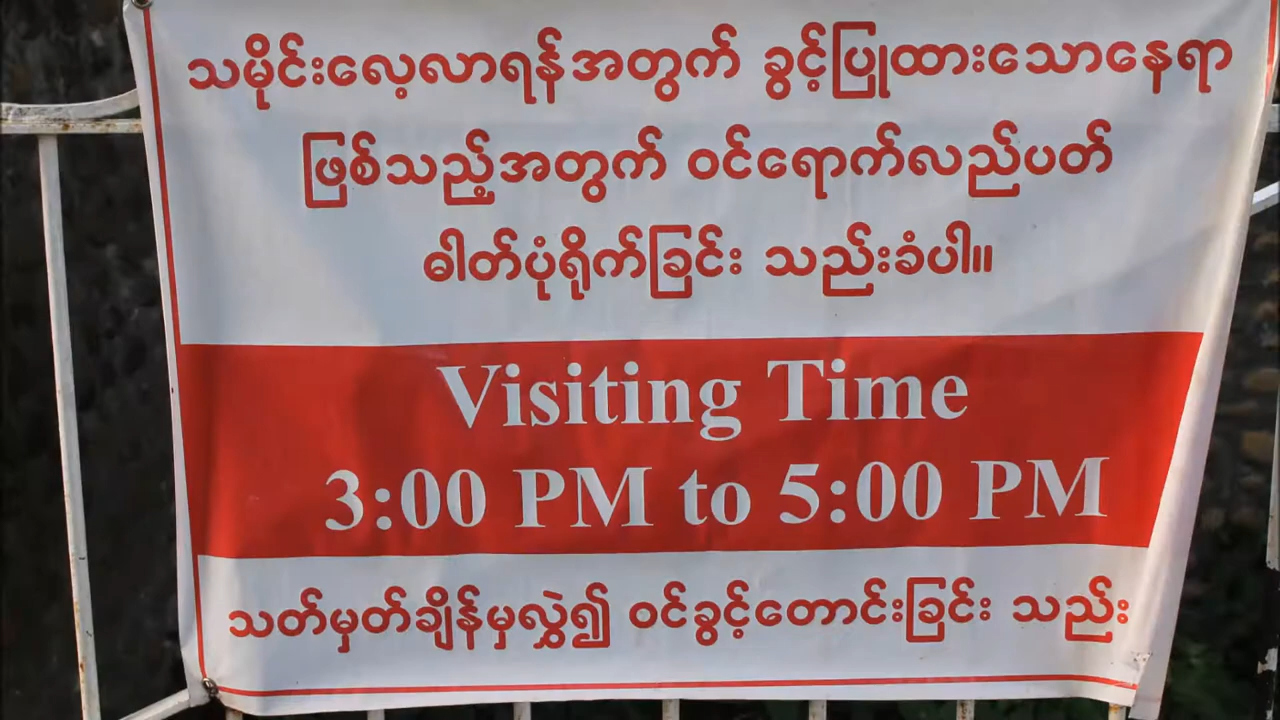 သမိုင်းလေ့လာရန်အတွက် ခွင့်ပြုထားသောနေရာ
ဖြစ်သည့်အတွက် ဝင်ရောက်လည်ပတ်
ဓါတ်ပုံရိုက်ခြင်း သည်းခံပါ။
Visiting Time
3:00 PM to 5:00 PM
သတ်မှတ်ချိန်မှလွှဲ၍ ဝင်ခွင့်တောင်းခြင်း သည်း